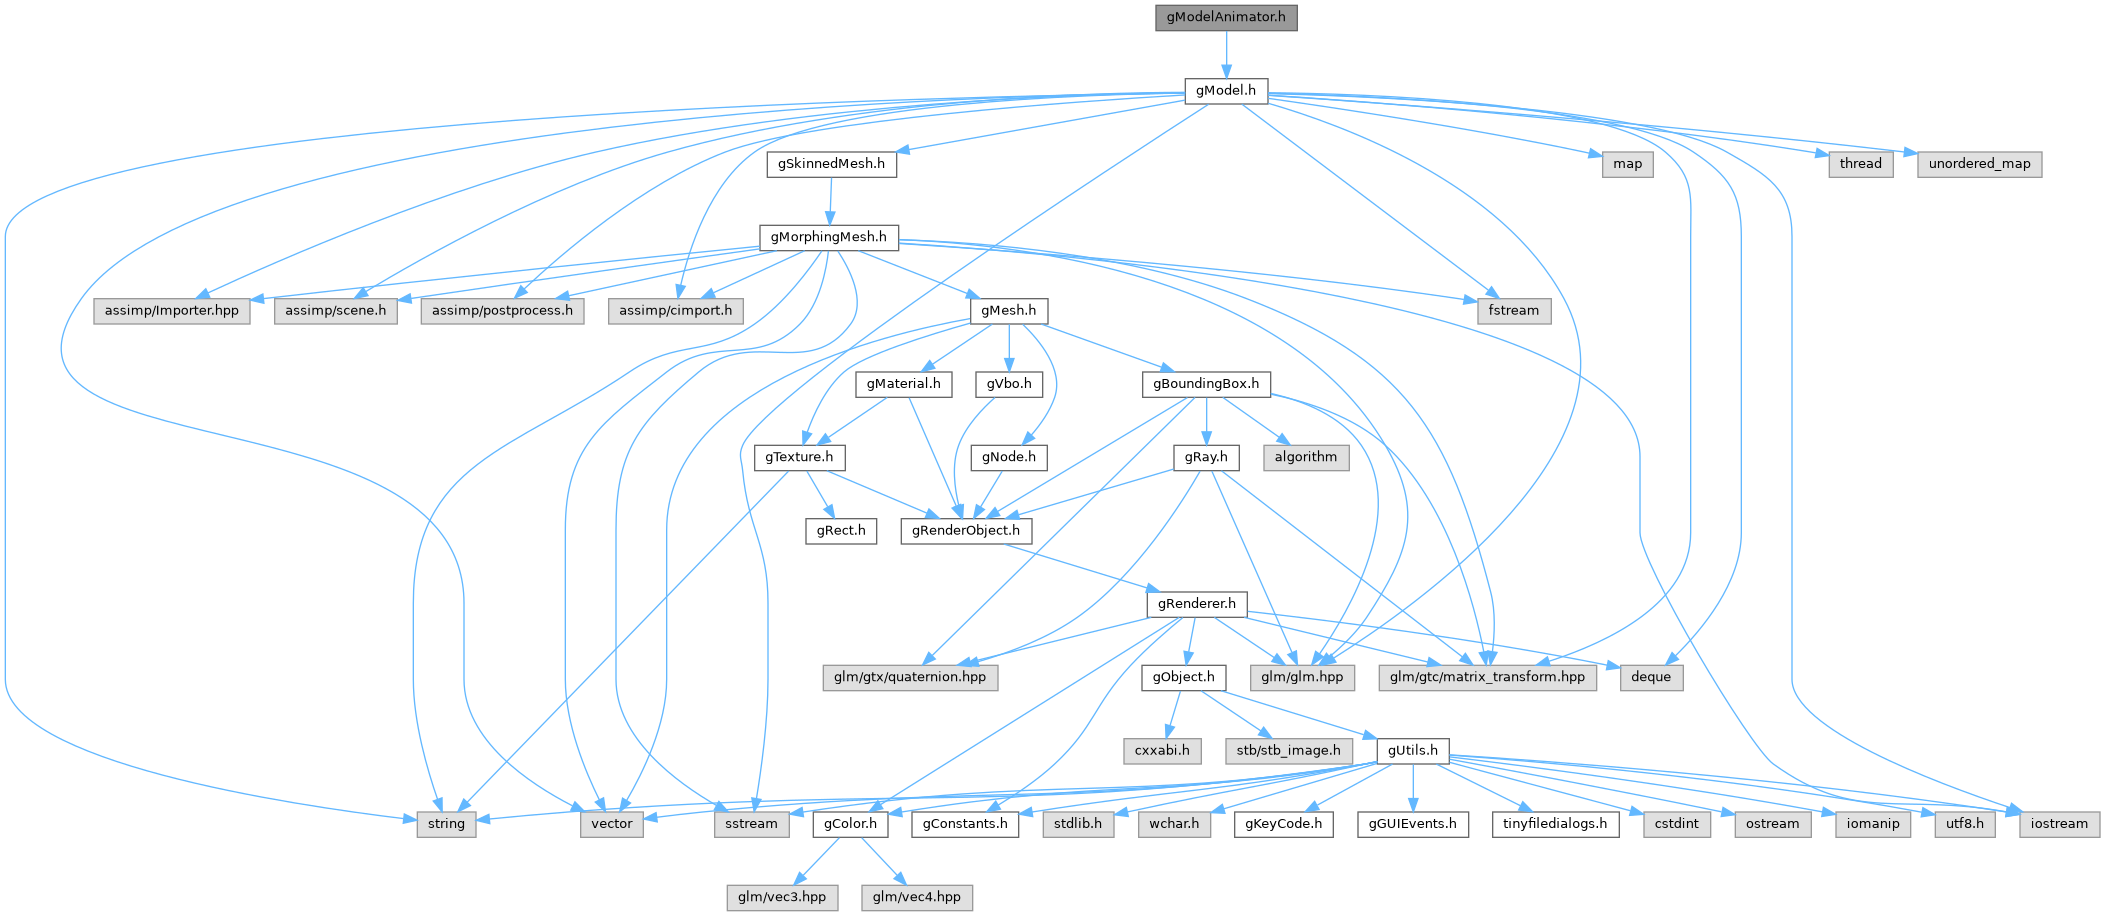 gModelAnimator.h
gModel.h
gSkinnedMesh.h
map
thread
unordered_map
gMorphingMesh.h
assimp/Importer.hpp
assimp/scene.h
assimp/postprocess.h
assimp/cimport.h
gMesh.h
fstream
gMaterial.h
gVbo.h
gBoundingBox.h
gTexture.h
gNode.h
gRay.h
algorithm
gRect.h
gRenderObject.h
gRenderer.h
glm/gtx/quaternion.hpp
gObject.h
glm/glm.hpp
glm/gtc/matrix_transform.hpp
deque
cxxabi.h
stb/stb_image.h
gUtils.h
string
vector
sstream
gColor.h
gConstants.h
stdlib.h
wchar.h
gKeyCode.h
gGUIEvents.h
tinyfiledialogs.h
cstdint
ostream
iomanip
utf8.h
iostream
glm/vec3.hpp
glm/vec4.hpp